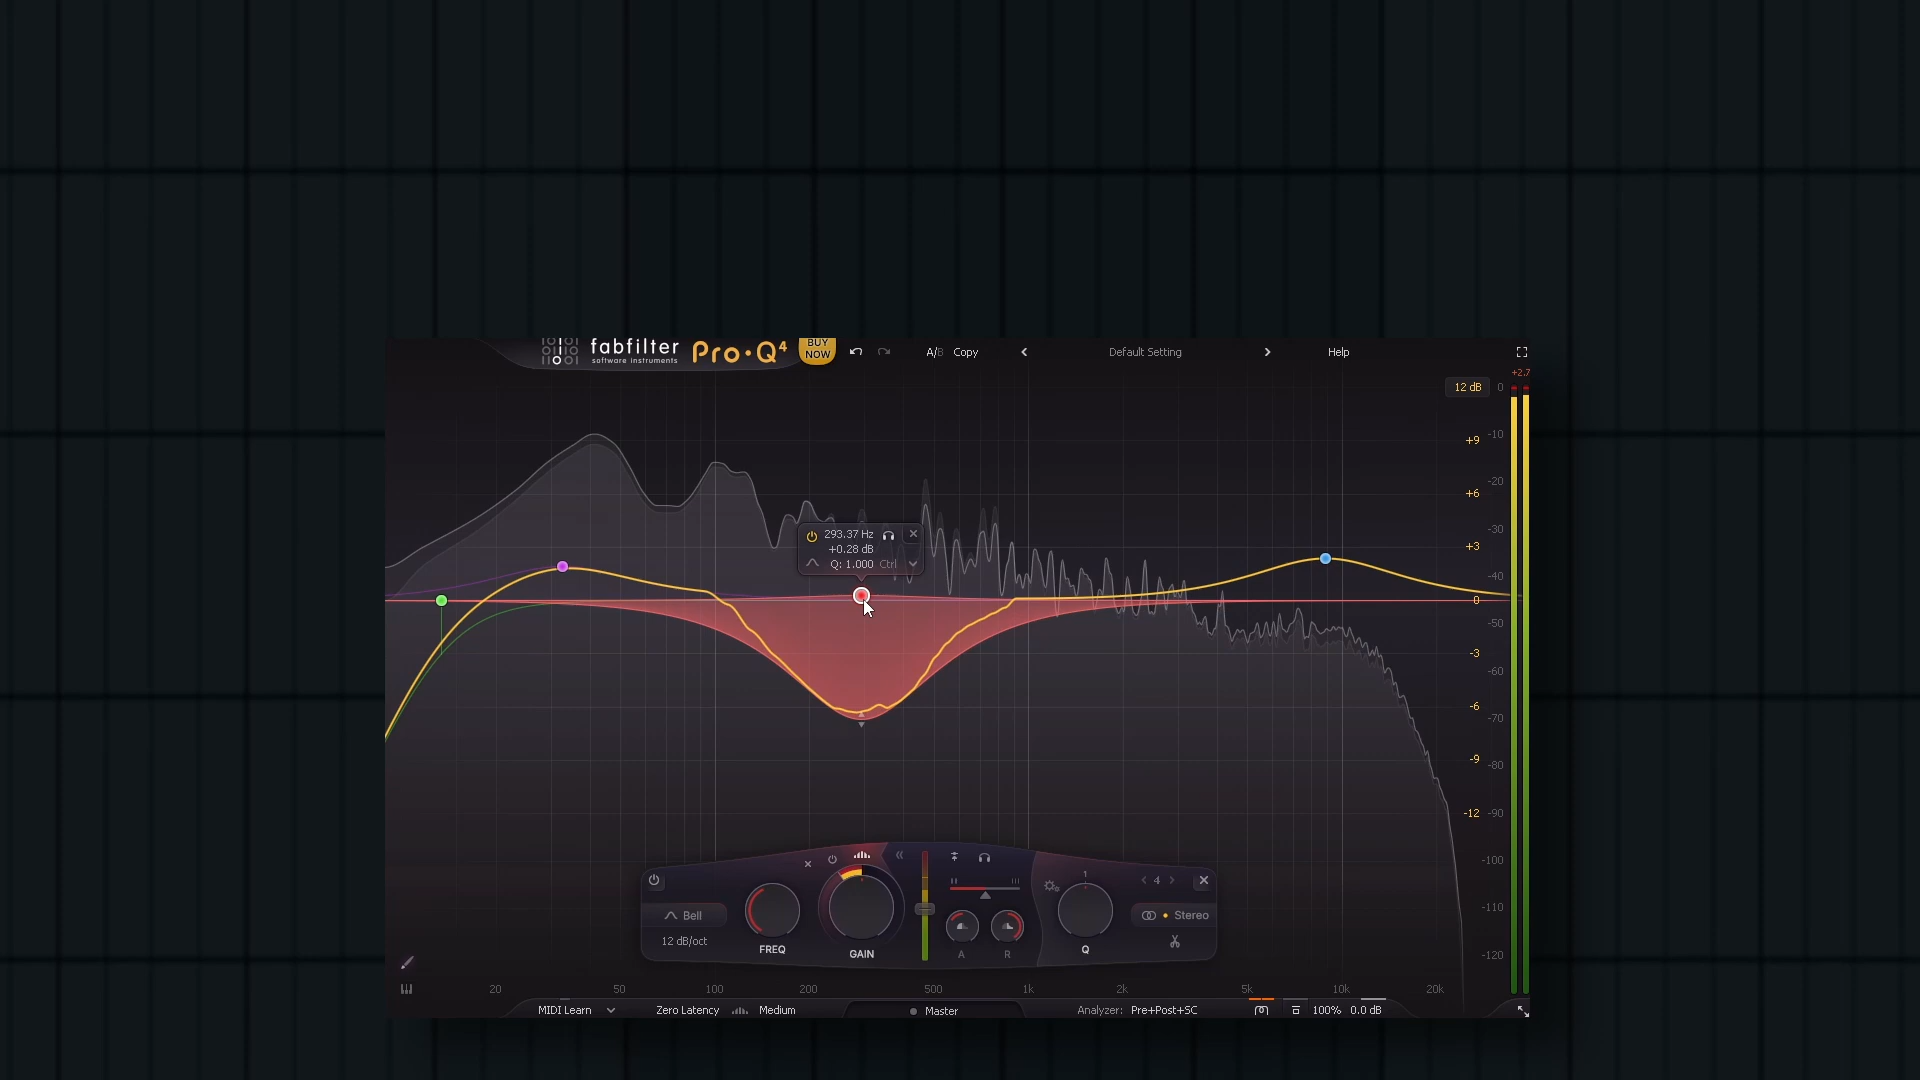 fabfilter
software instruments
Pro·Q4
BUY NOW
A/B Copy
Default Setting
Help
+2.7
12 dB 0
+9 -10
-20
+6
-30
+3
-40
0
-50
-3
-60
-6
-70
-9
-80
-12 -90
-100
-110
-120
293.37 Hz
+0.28 dB
Q: 1.000 Ctrl
1
4
Bell
12 dB/oct
FREQ
GAIN
A
R
Q
Stereo
20 50 100 200 500 1k 2k 5k 10k 20k
MIDI Learn Zero Latency Medium Master Analyzer: Pre+Post+SC 100% 0.0 dB